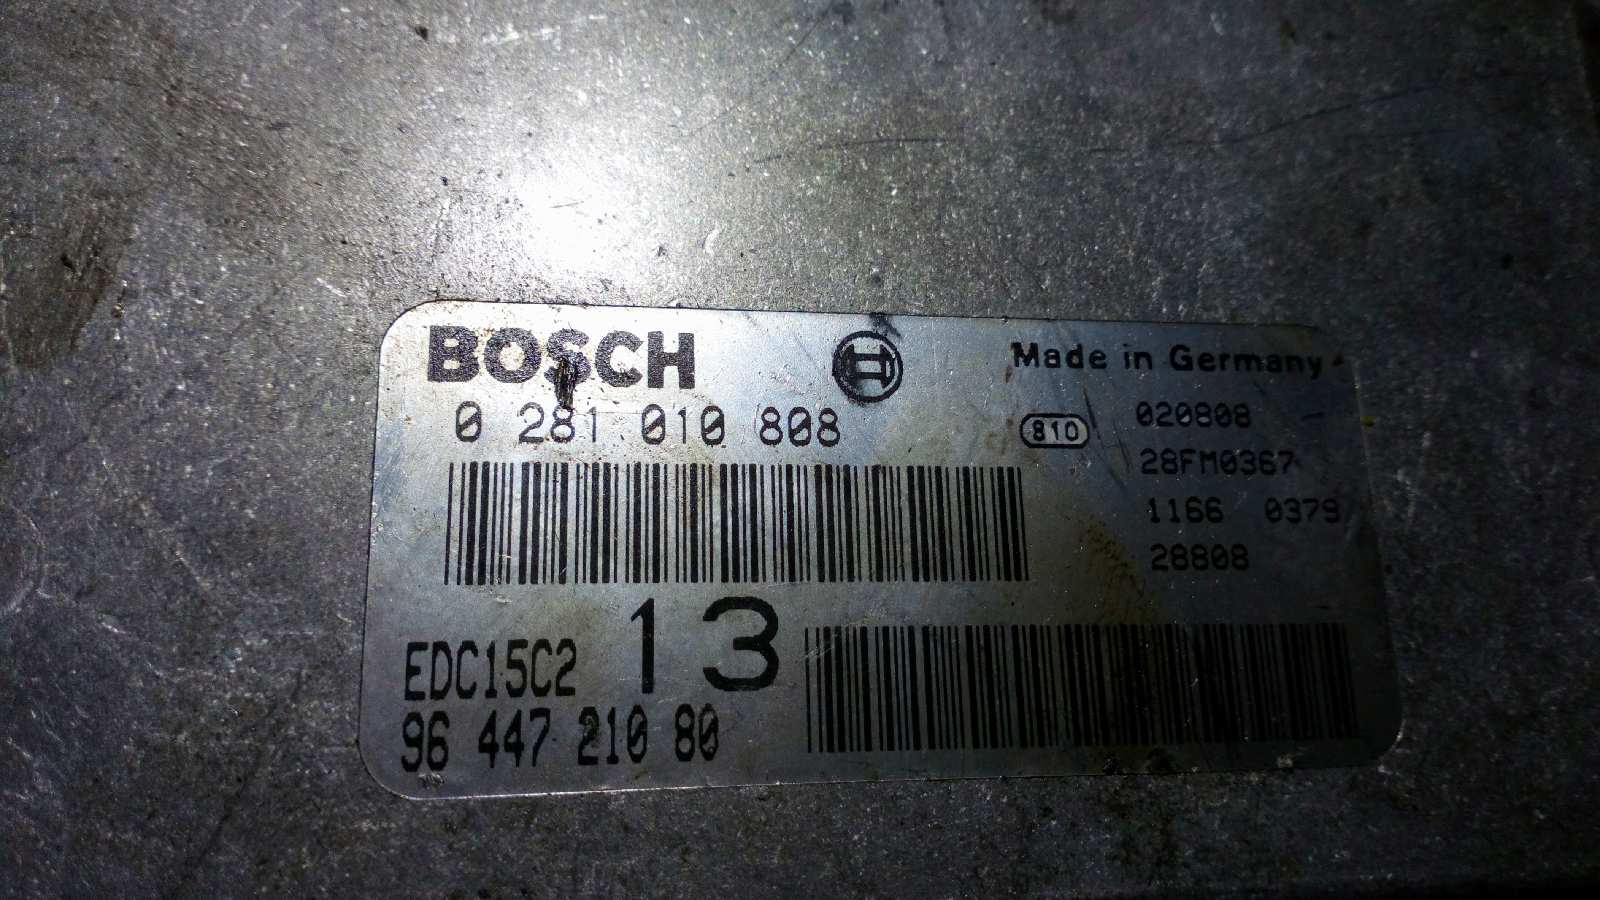 BOSCH
Made in Germany
0 281 010 808
810
020808
28FM0367
1166 0379
28808
13
EDC15C2
96 447 210 80